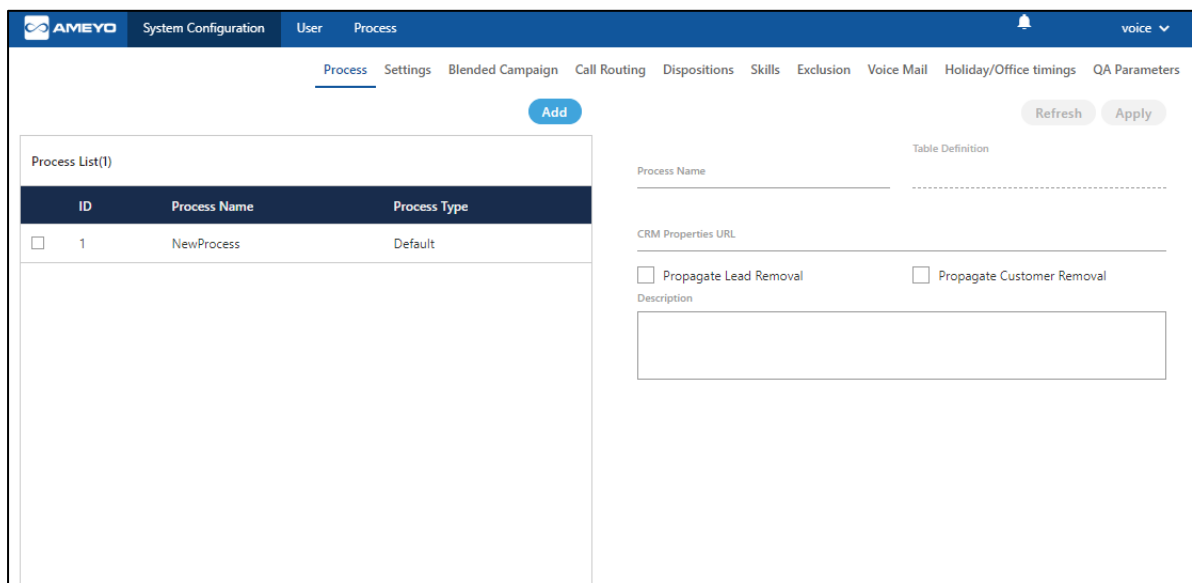 AMEYO System Configuration User Process voice
Process Settings Blended Campaign Call Routing Dispositions Skills Exclusion Voice Mail Holiday/Office timings QA Parameters
Add Refresh Apply
Process List(1)
Table Definition
Process Name
ID Process Name Process Type
1 NewProcess Default
CRM Properties URL
Propagate Lead Removal Propagate Customer Removal
Description